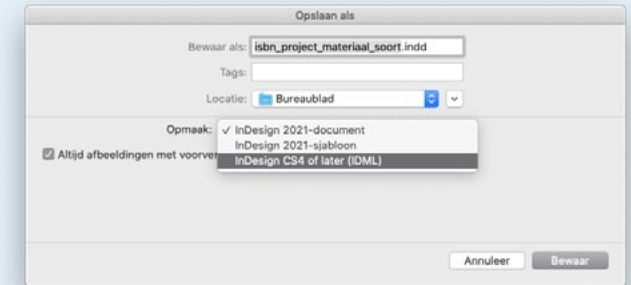 Opslaan als
Bewaar als: isbn_project_materiaal_soort.indd
Tags:
Locatie: Bureaublad
Opmaak: ✓ InDesign 2021-document
InDesign 2021-sjabloon
Altijd afbeeldingen met voorver InDesign CS4 of later (IDML)
Annuleer Bewaar